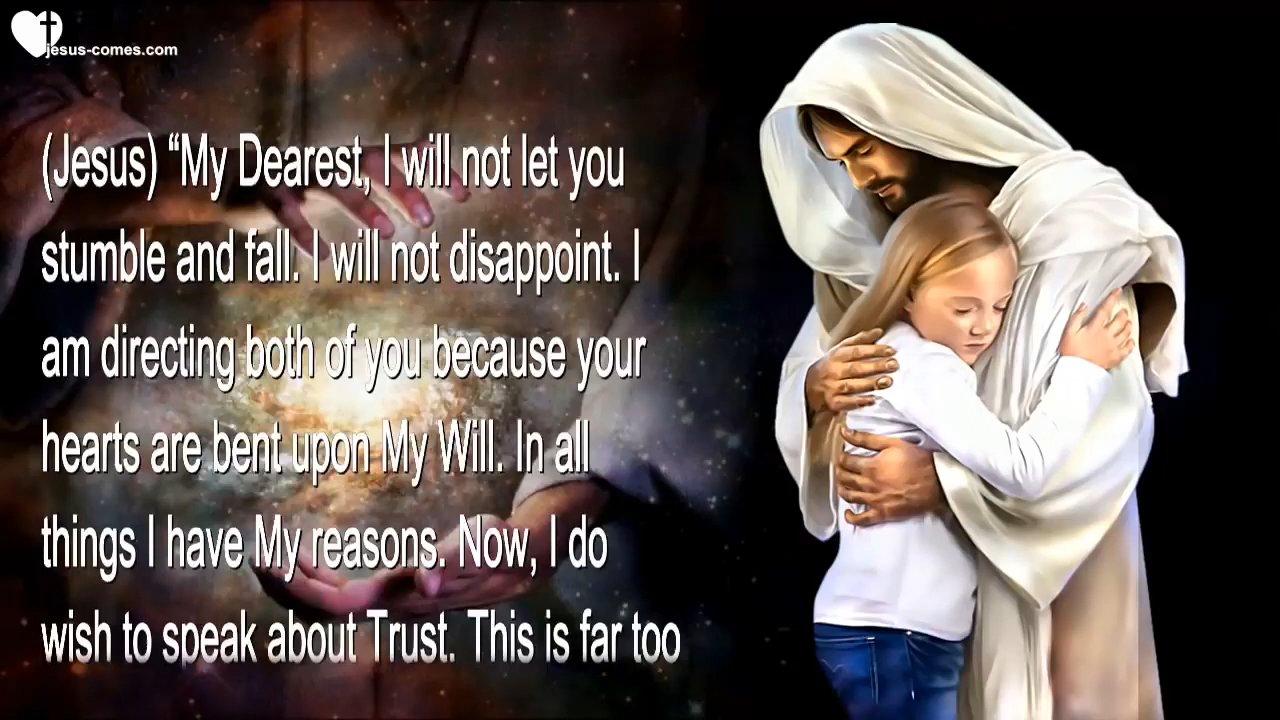 jesus-comes.com
(Jesus) “My Dearest, I will not let you
stumble and fall. I will not disappoint. I
am directing both of you because your
hearts are bent upon My Will. In all
things I have My reasons. Now, I do
wish to speak about Trust. This is far too